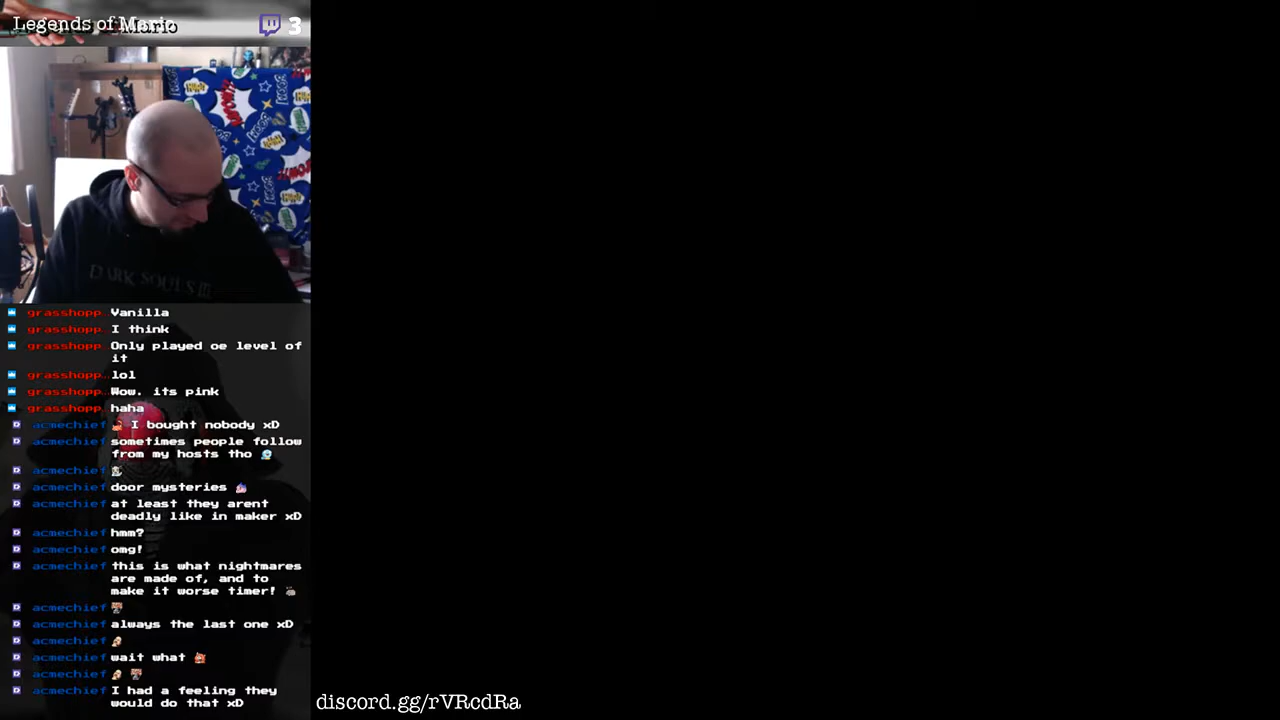 Legends of Mario 3
DARK SOULS III
grasshopp… Vanilla
grasshopp… I think
grasshopp… Only played oe level of
it
grasshopp… lol
grasshopp… Wow. its pink
grasshopp… haha
acmechief I bought nobody xD
acmechief sometimes people follow
from my hosts tho
acmechief
acmechief door mysteries
acmechief at least they arent
deadly like in maker xD
acmechief hmm?
acmechief omg!
acmechief this is what nightmares
are made of, and to
make it worse timer!
acmechief
acmechief always the last one xD
acmechief
acmechief wait what
acmechief
acmechief I had a feeling they
would do that xD
discord.gg/rVRcdRa